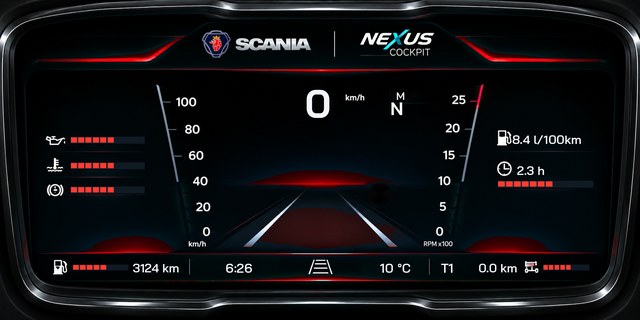 SCANIA
NEXUS
COCKPIT
0 km/h
M
N
100
80
60
40
20
0
km/h
25
20
15
10
5
0
RPM x100
8.4 l/100km
2.3 h
3124 km
6:26
10 °C
T1
0.0 km